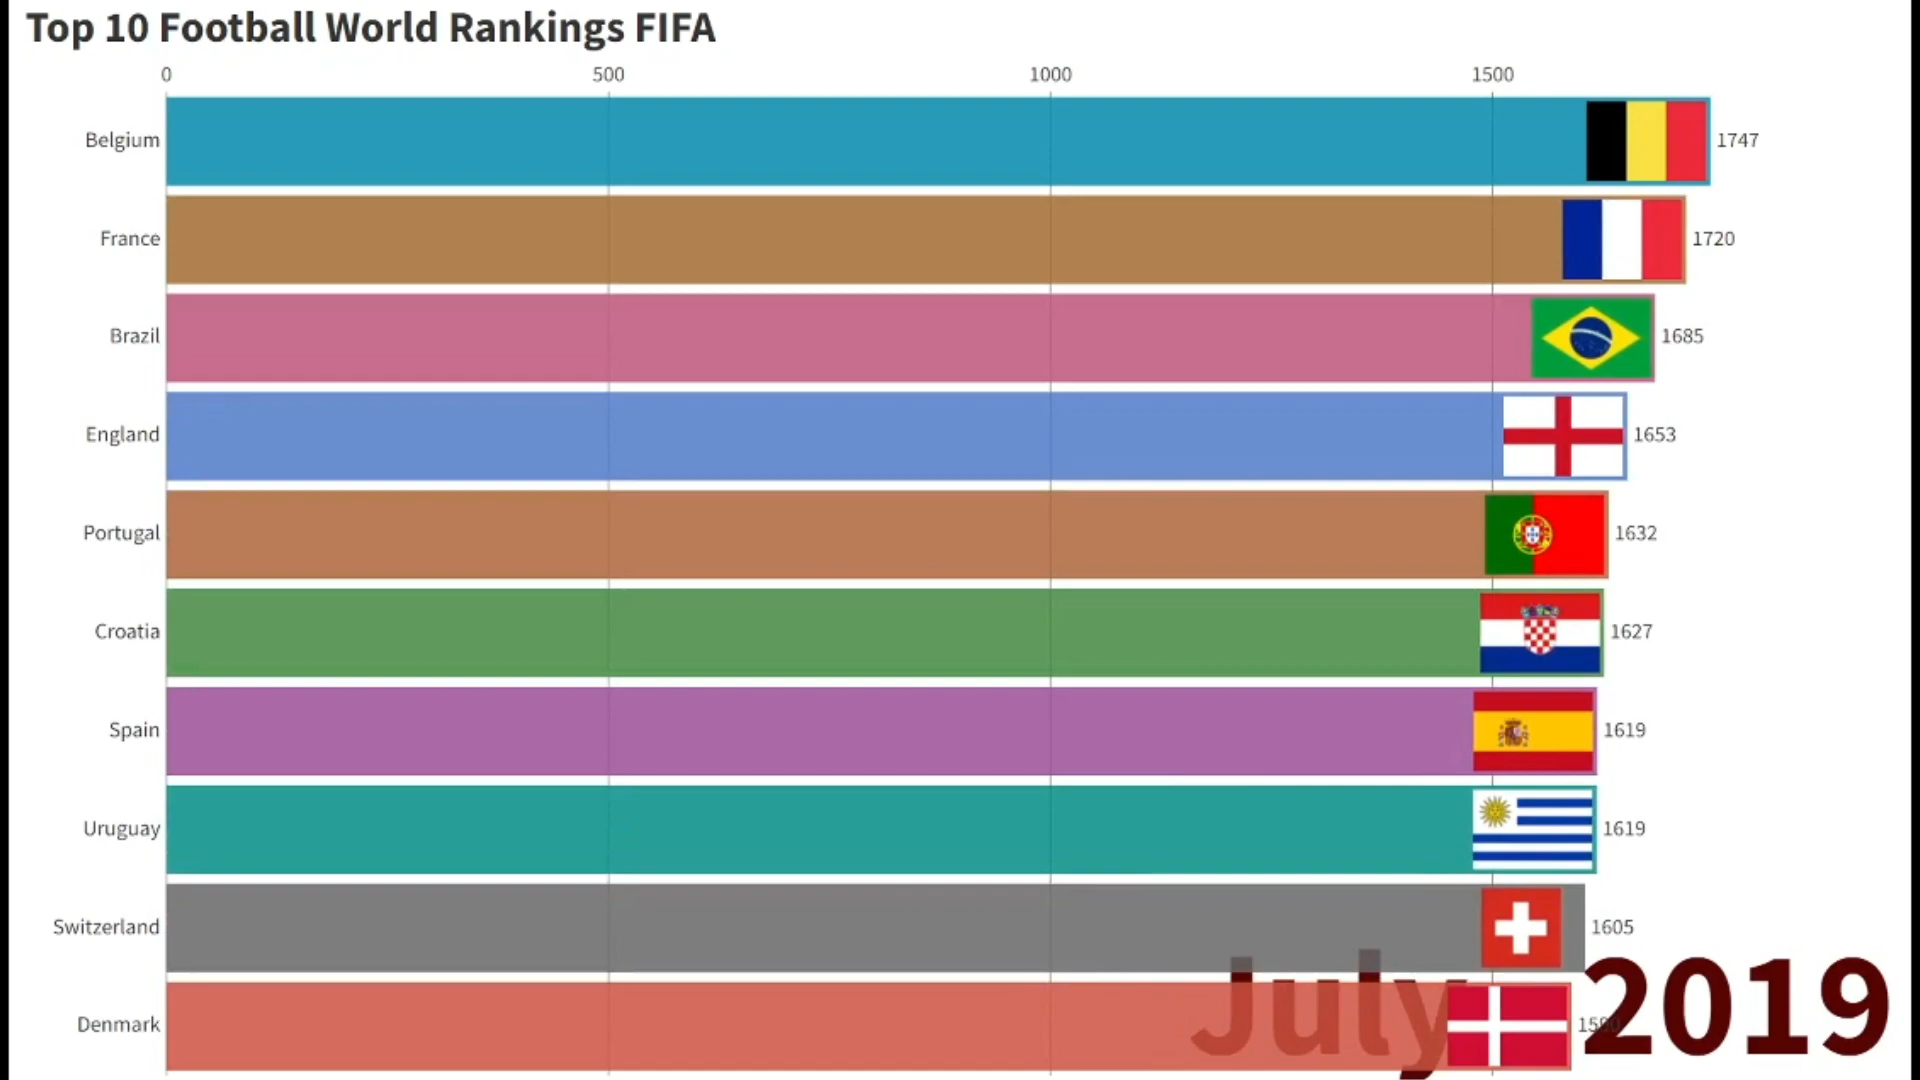 Top 10 Football World Rankings FIFA
0 500 1000 1500
Belgium 1747
France 1720
Brazil 1685
England 1653
Portugal 1632
Croatia 1627
Spain 1619
Uruguay 1619
Switzerland 1605
Denmark
July 2019